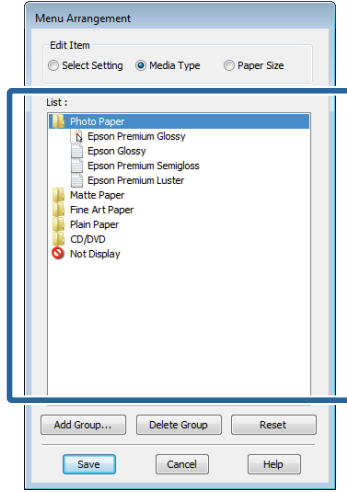 Menu Arrangement
Edit Item
Select Setting Media Type Paper Size
List :
Photo Paper
Epson Premium Glossy
Epson Glossy
Epson Premium Semigloss
Epson Premium Luster
Matte Paper
Fine Art Paper
Plain Paper
CD/DVD
Not Display
Add Group... Delete Group Reset
Save Cancel Help